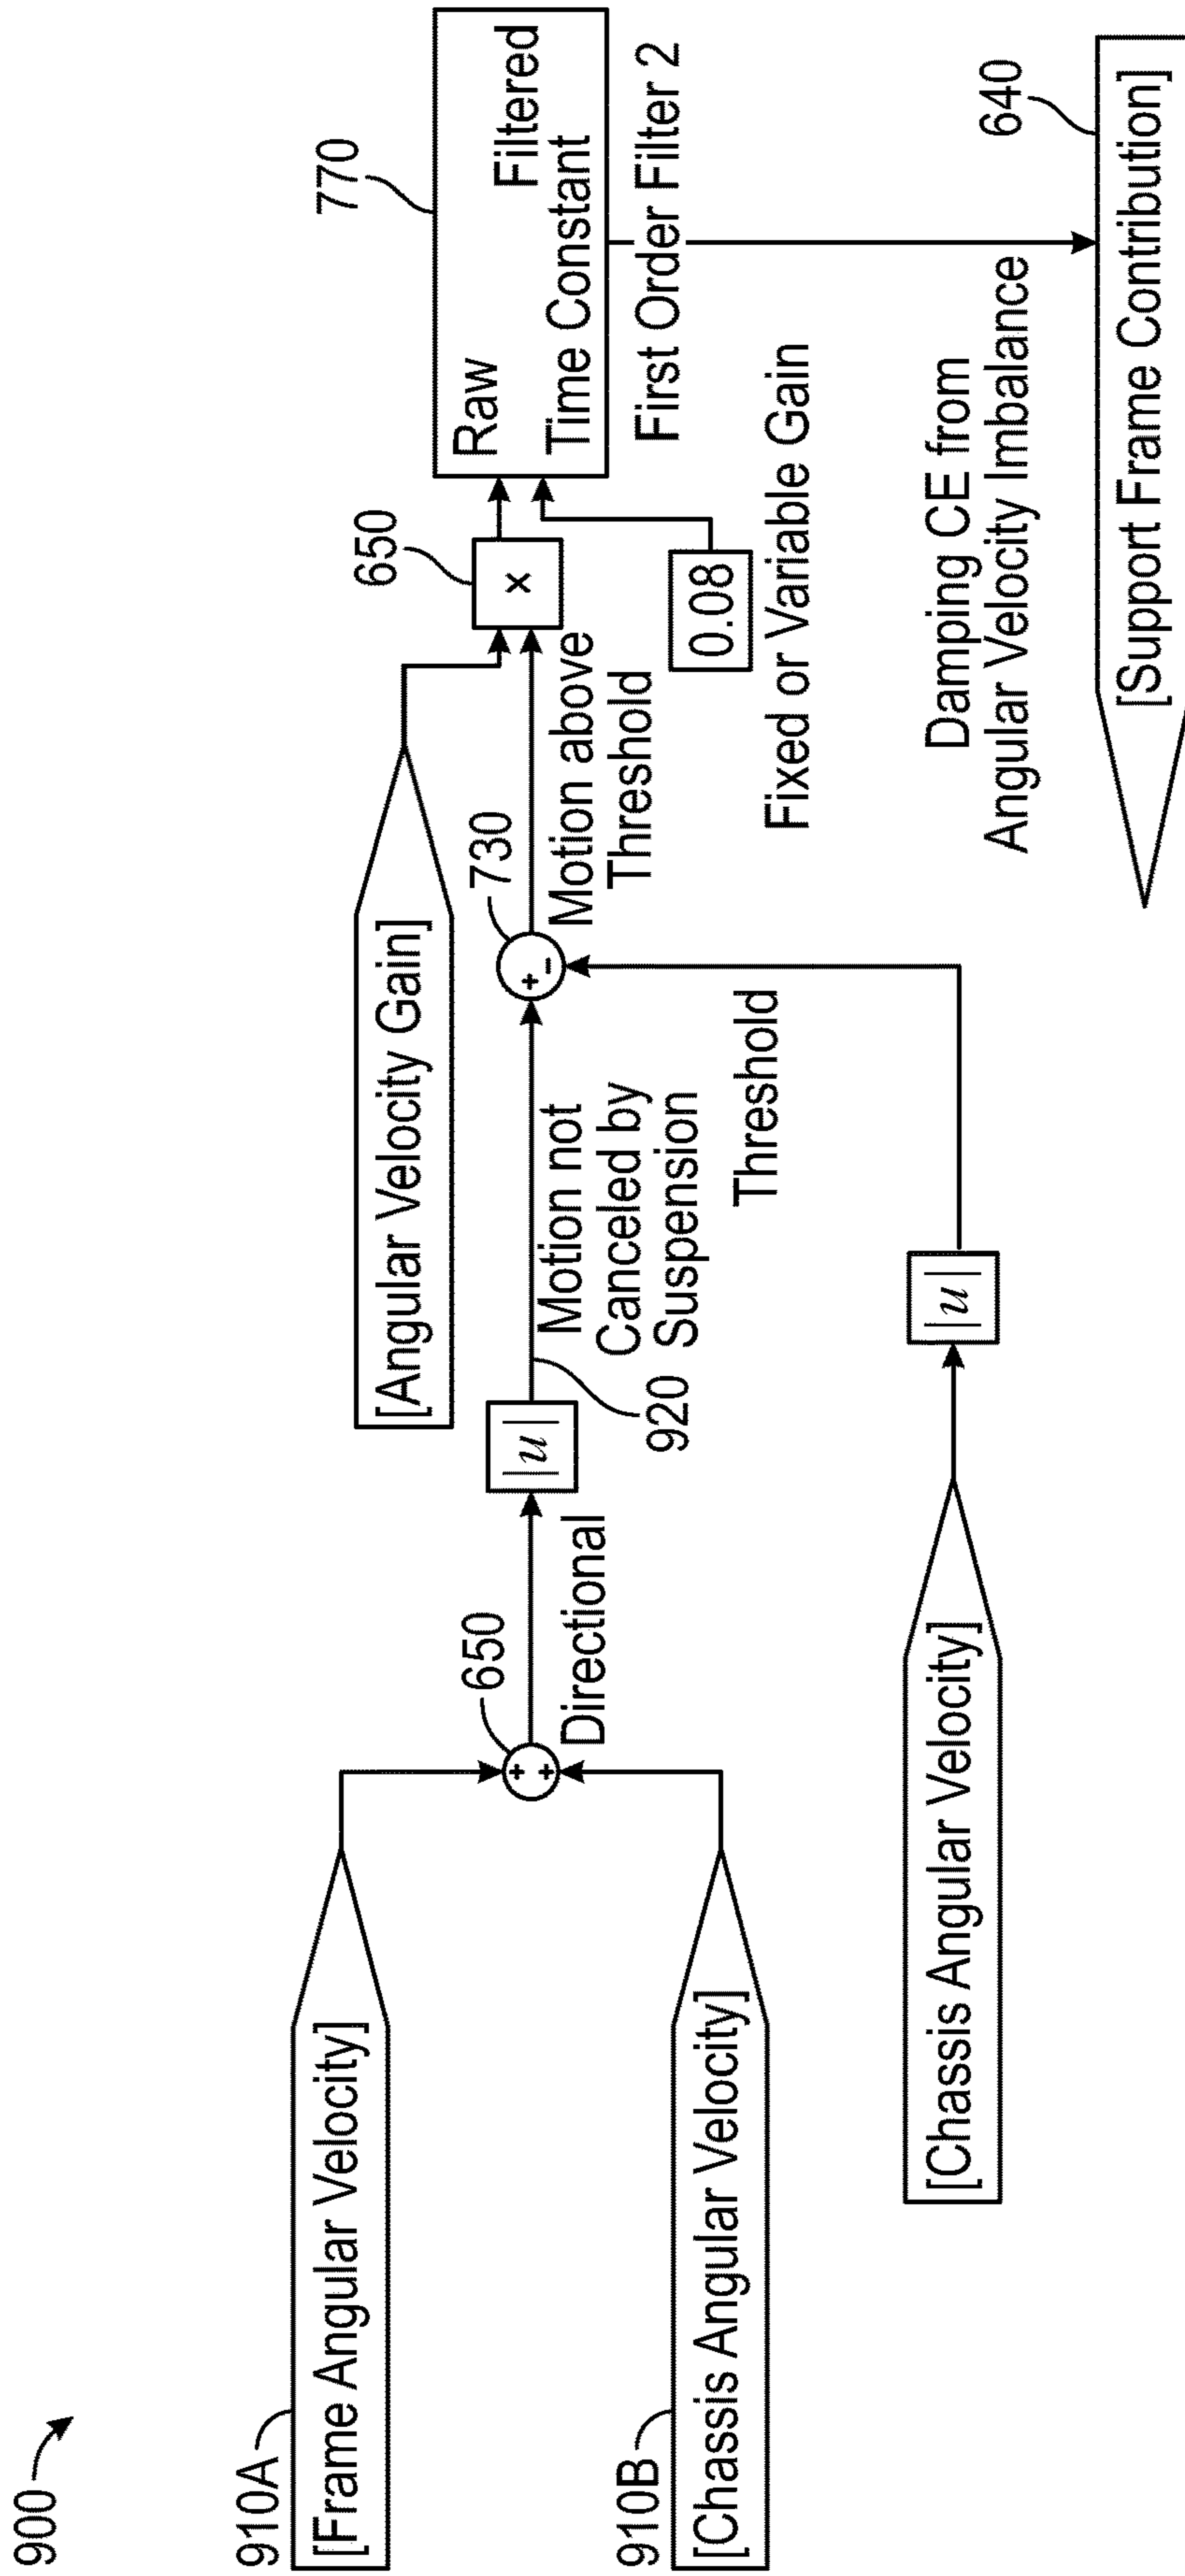 900
910A
[Frame Angular Velocity]
910B
[Chassis Angular Velocity]
650
+
+
Directional
|u|
920
Motion not
Canceled by
Suspension
[Chassis Angular Velocity]
|u|
Threshold
730
+
-
Motion above
Threshold
[Angular Velocity Gain]
650
x
0.08
Fixed or Variable Gain
770
Raw
Filtered
Time Constant
First Order Filter 2
Damping CE from
Angular Velocity Imbalance
640
[Support Frame Contribution]